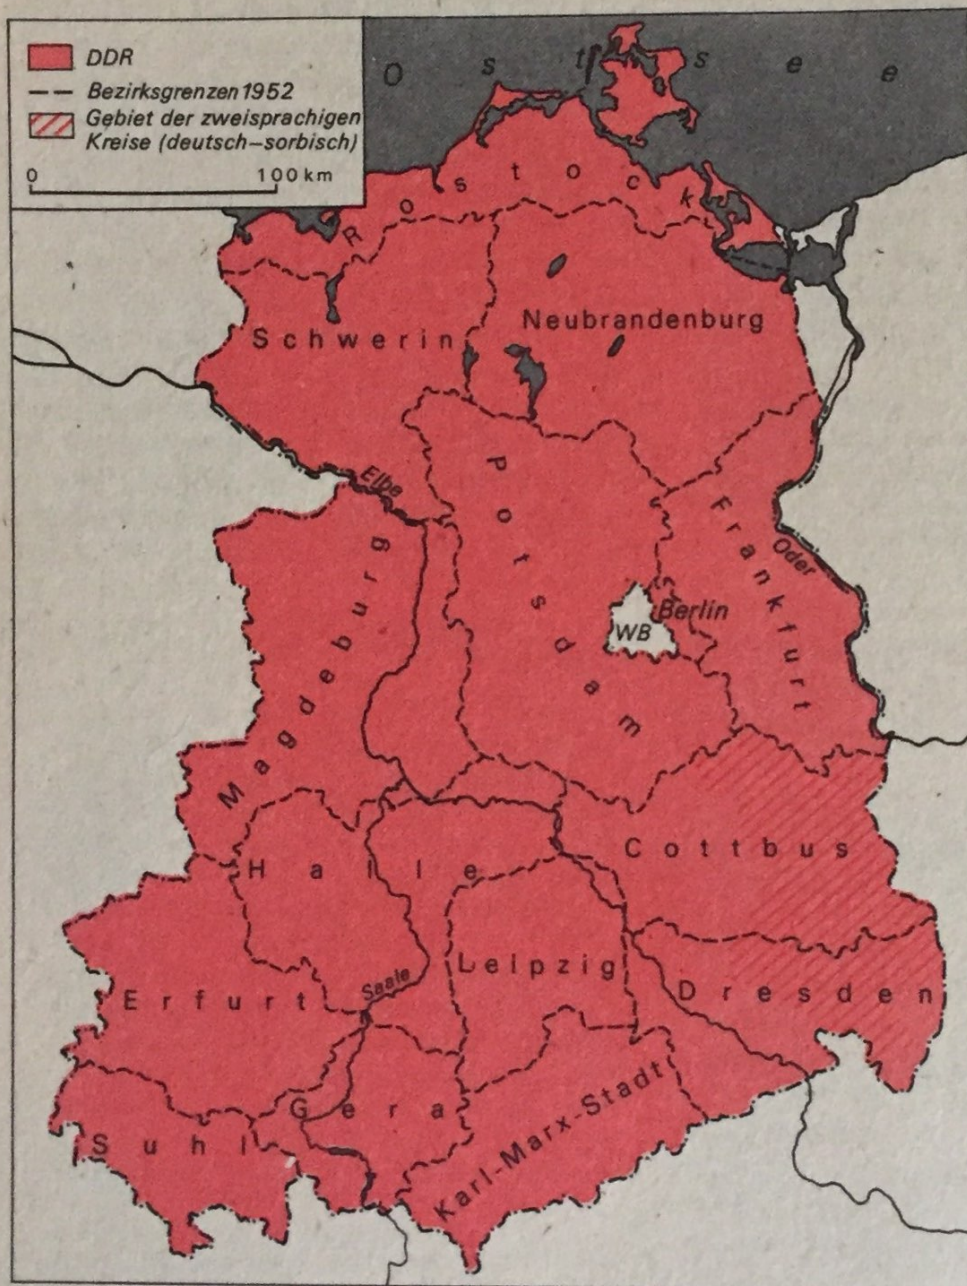 DDR
Bezirksgrenzen 1952
Gebiet der zweisprachigen
Kreise (deutsch–sorbisch)
0 100 km
Ostsee
Rostock
Schwerin
Neubrandenburg
Elbe
Potsdam
Frankfurt
Oder
Magdeburg
Berlin
WB
Cottbus
Halle
Leipzig
Dresden
Saale
Erfurt
Gera
Karl-Marx-Stadt
Suhl